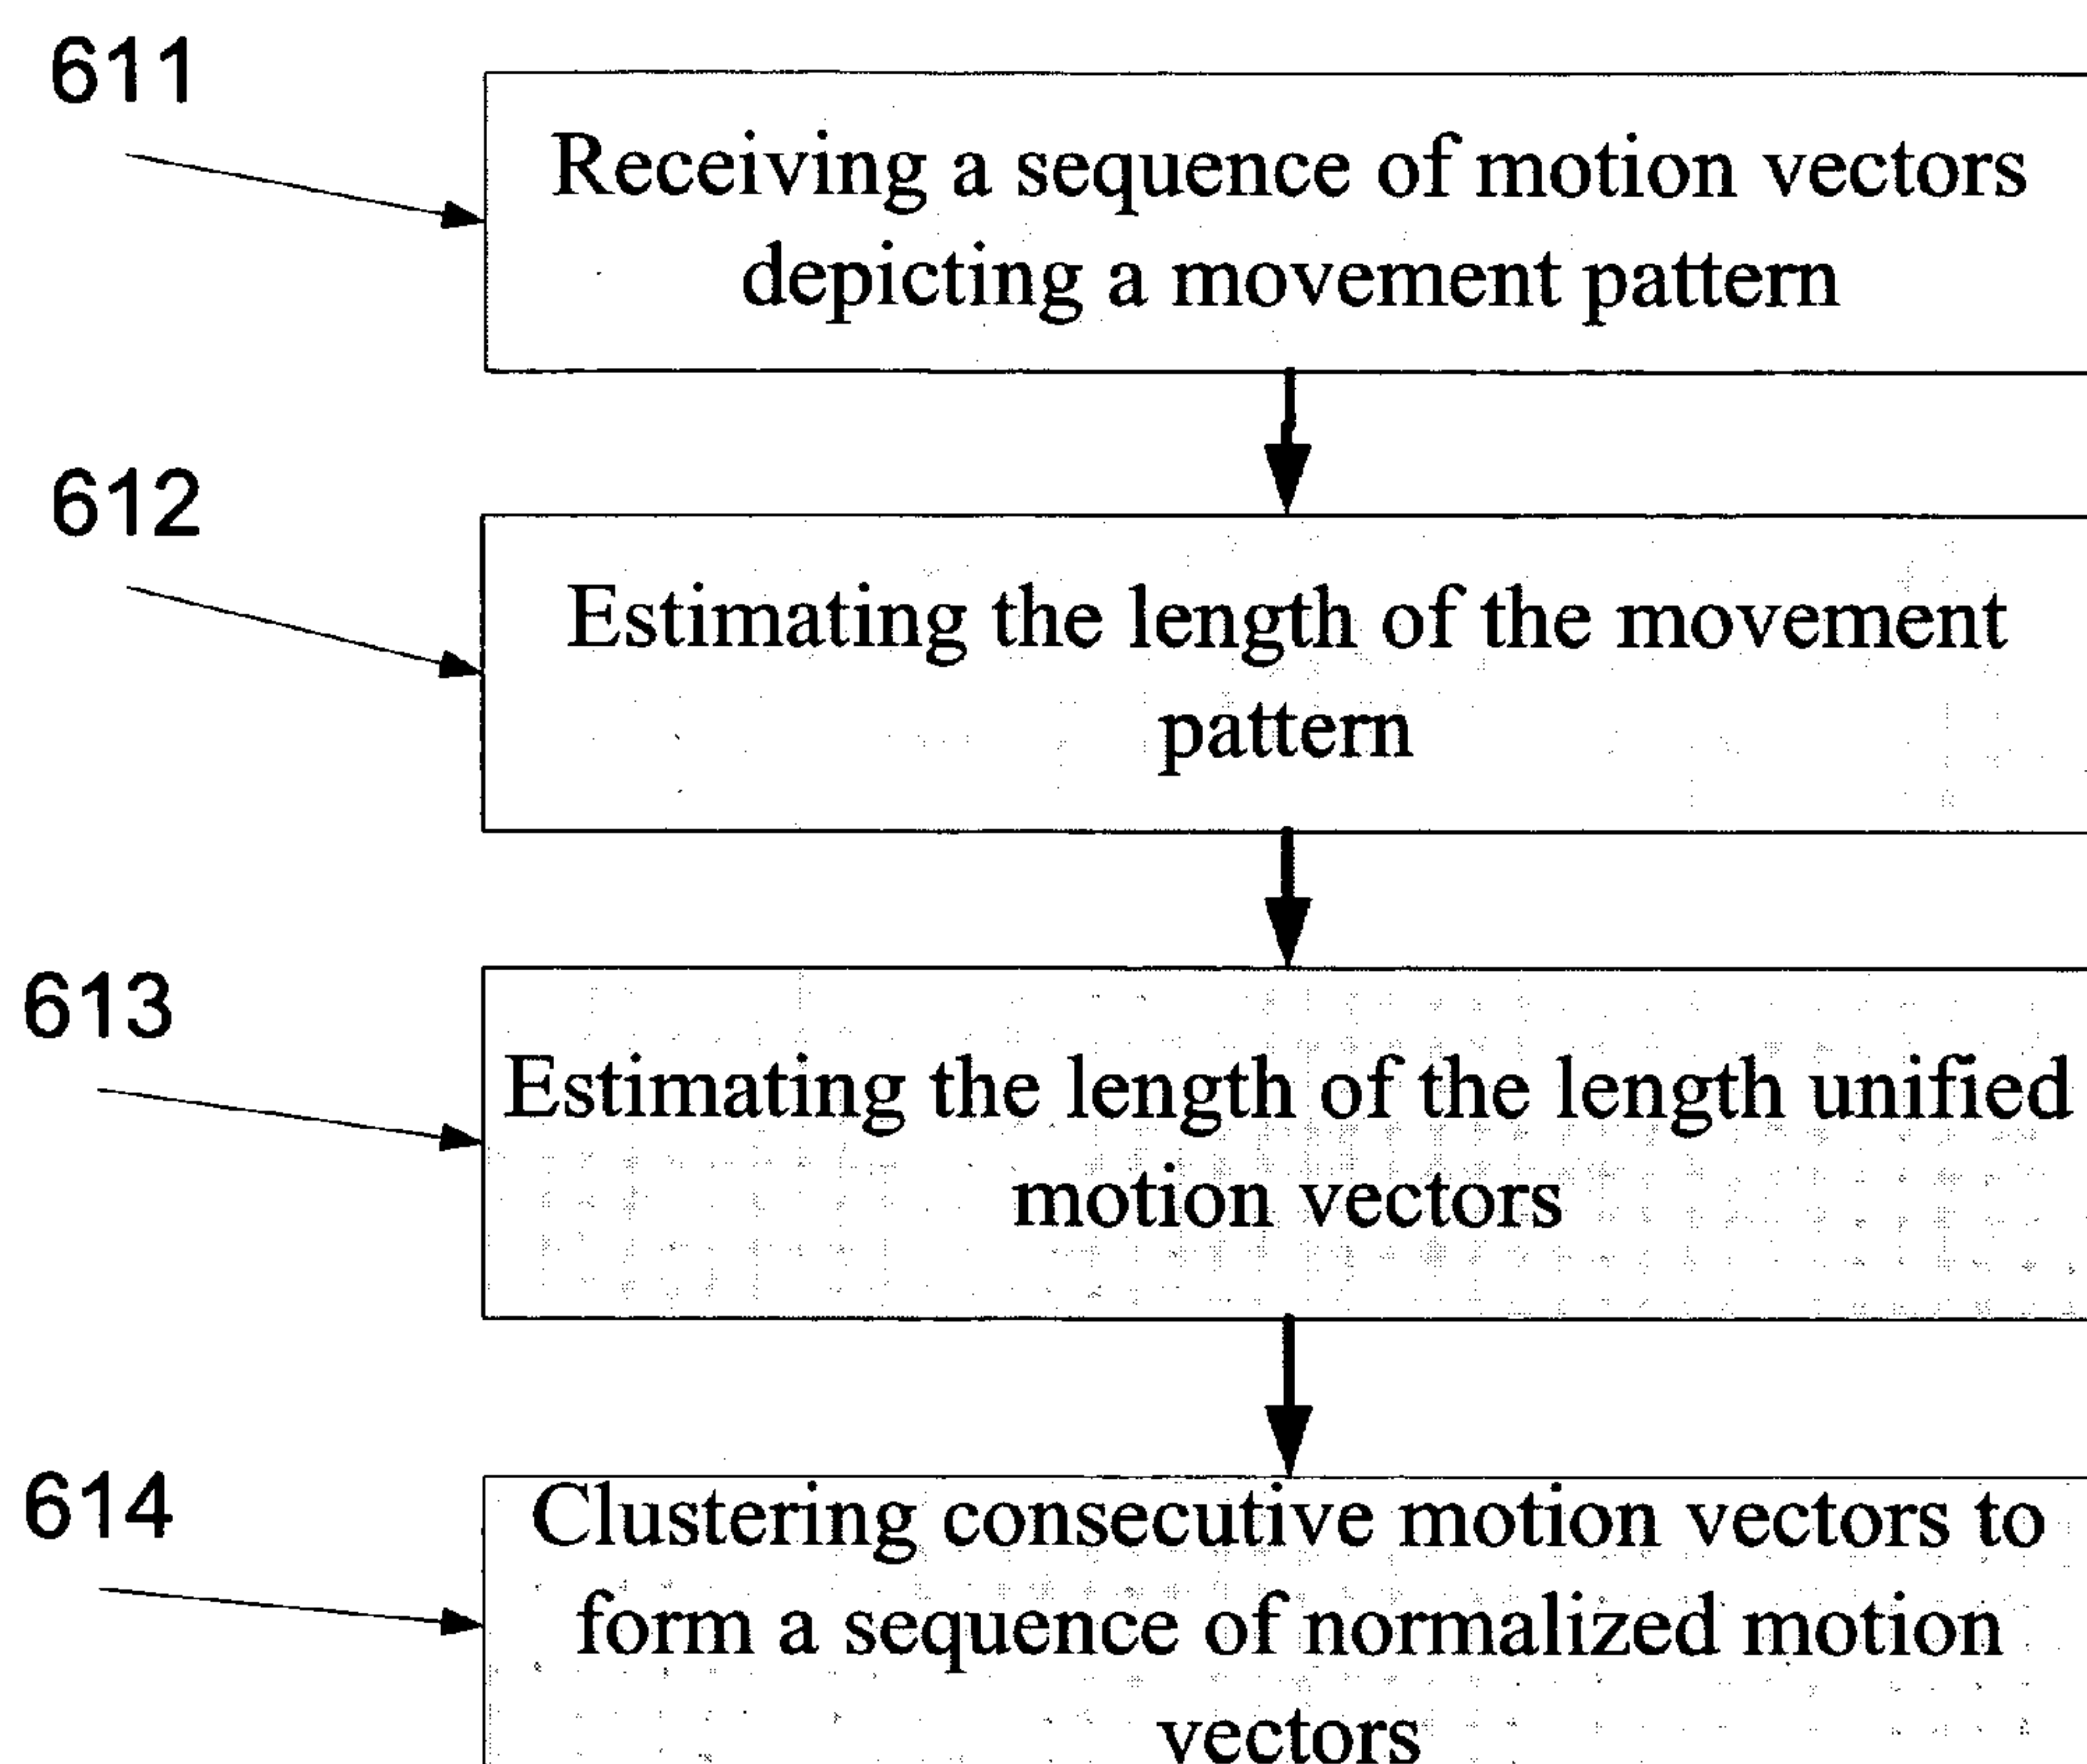 611
Receiving a sequence of motion vectors
depicting a movement pattern
612
Estimating the length of the movement
pattern
613
Estimating the length of the length unified
motion vectors
614
Clustering consecutive motion vectors to
form a sequence of normalized motion
vectors